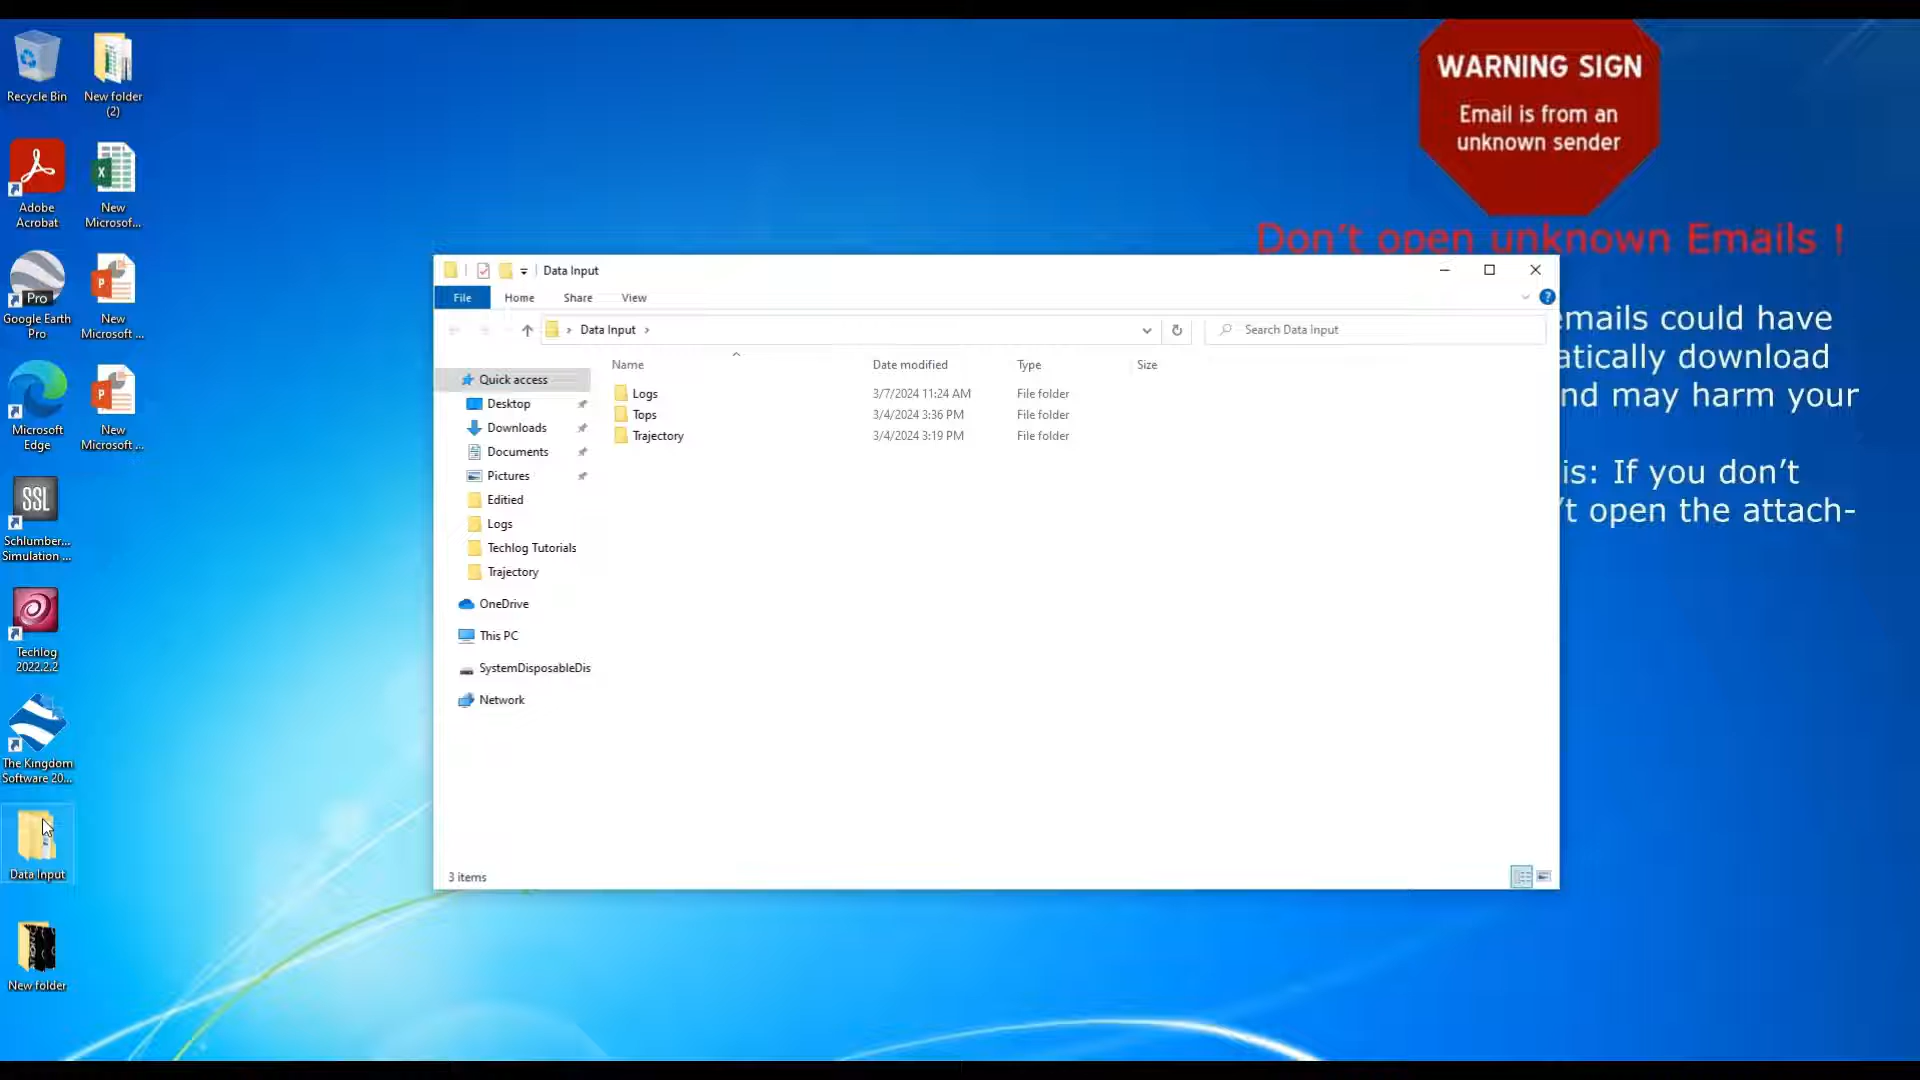 Recycle Bin
New folder
(2)
Adobe
Acrobat
New
Microsof...
Pro
Google Earth
Pro
New
Microsoft ...
Microsoft
Edge
New
Microsoft ...
SSL
Schlumber...
Simulation ...
Techlog
2022.2.2
The Kingdom
Software 20...
Data Input
New folder
WARNING SIGN
Email is from an
unknown sender
Don't open unknown Emails !
emails could have
atically download
nd may harm your
is: If you don't
't open the attach-
Data Input
File
Home
Share
View
Data Input
Search Data Input
Name
Date modified
Type
Size
Logs
3/7/2024 11:24 AM
File folder
Tops
3/4/2024 3:36 PM
File folder
Trajectory
3/4/2024 3:19 PM
File folder
Quick access
Desktop
Downloads
Documents
Pictures
Editied
Logs
Techlog Tutorials
Trajectory
OneDrive
This PC
SystemDisposableDis
Network
3 items